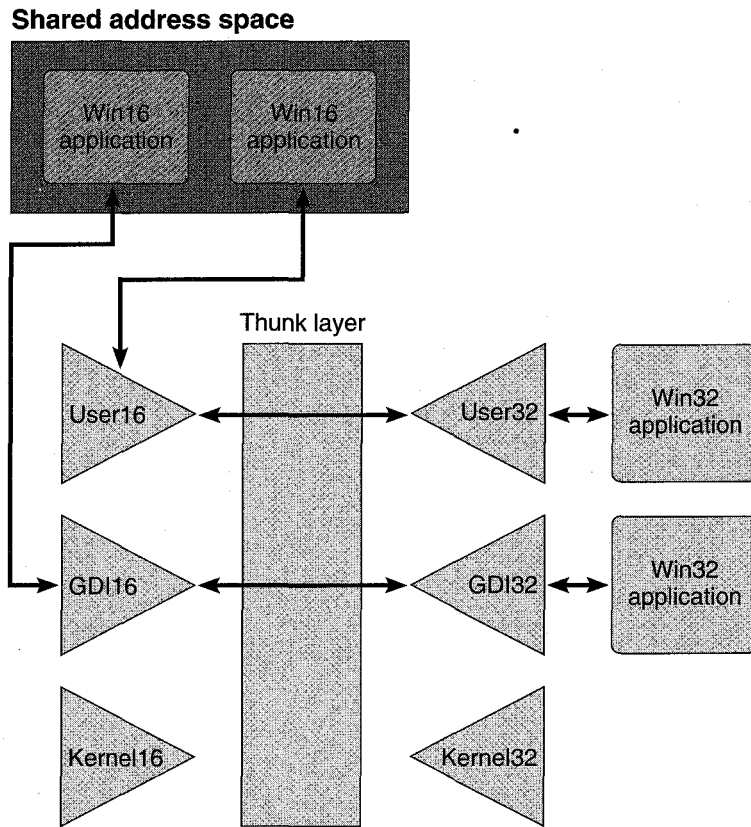 Shared address space
Win16
application
Win16
application
Thunk layer
User16
User32
Win32
application
GDI16
GDI32
Win32
application
Kernel16
Kernel32